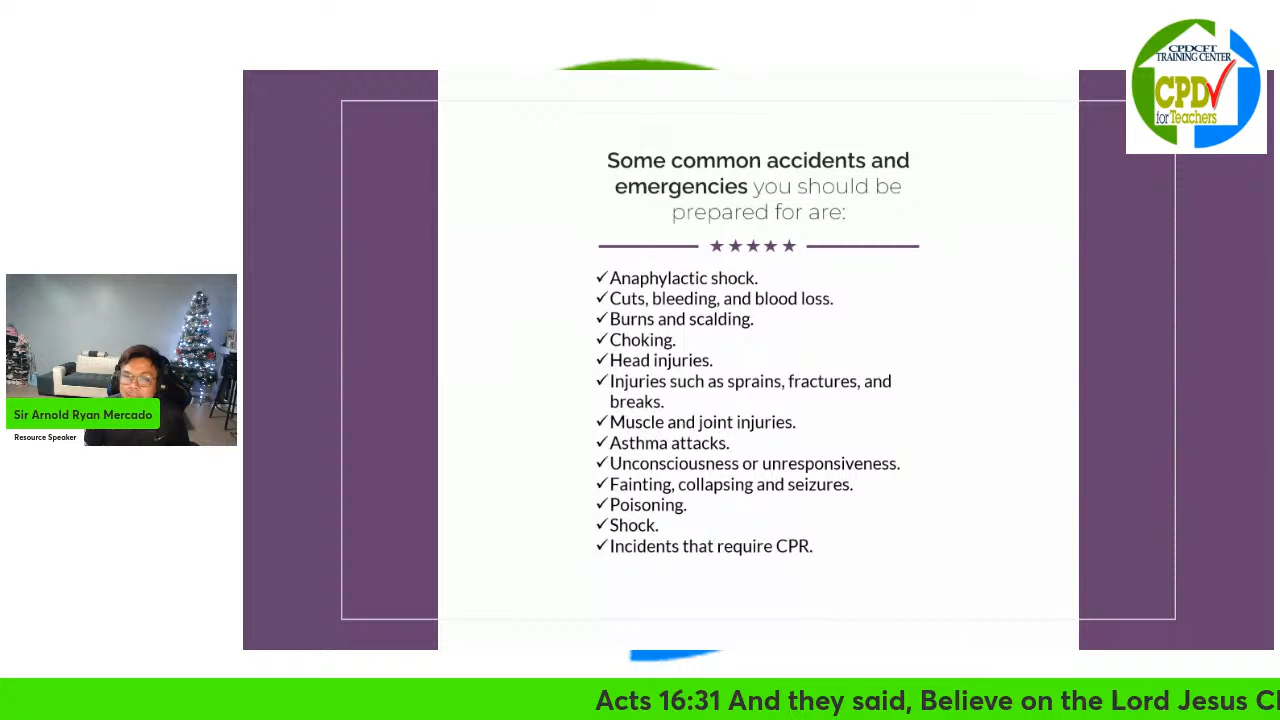 CPDCFT
TRAINING CENTER
CPD
for Teachers
Some common accidents and
emergencies you should be
prepared for are:
✓Anaphylactic shock.
✓Cuts, bleeding, and blood loss.
✓Burns and scalding.
✓Choking.
✓Head injuries.
✓Injuries such as sprains, fractures, and
breaks.
✓Muscle and joint injuries.
✓Asthma attacks.
✓Unconsciousness or unresponsiveness.
✓Fainting, collapsing and seizures.
✓Poisoning.
✓Shock.
✓Incidents that require CPR.
Sir Arnold Ryan Mercado
Resource Speaker
Acts 16:31 And they said, Believe on the Lord Jesus